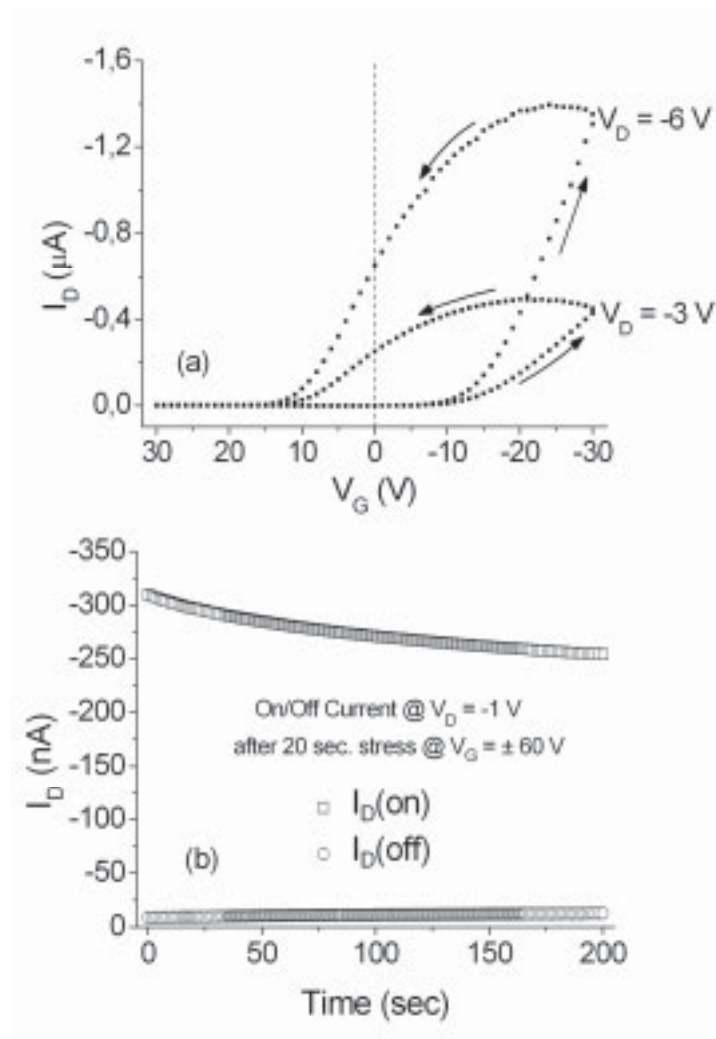 -1,6
-1,2
-0,8
-0,4
0,0
I_D (μA)
V_D = -6 V
V_D = -3 V
(a)
30 20 10 0 -10 -20 -30
V_G (V)
-350
-300
-250
-200
-150
-100
-50
0
I_D (nA)
On/Off Current @ V_D = -1 V
after 20 sec. stress @ V_G = ± 60 V
I_D(on)
I_D(off)
(b)
0 50 100 150 200
Time (sec)